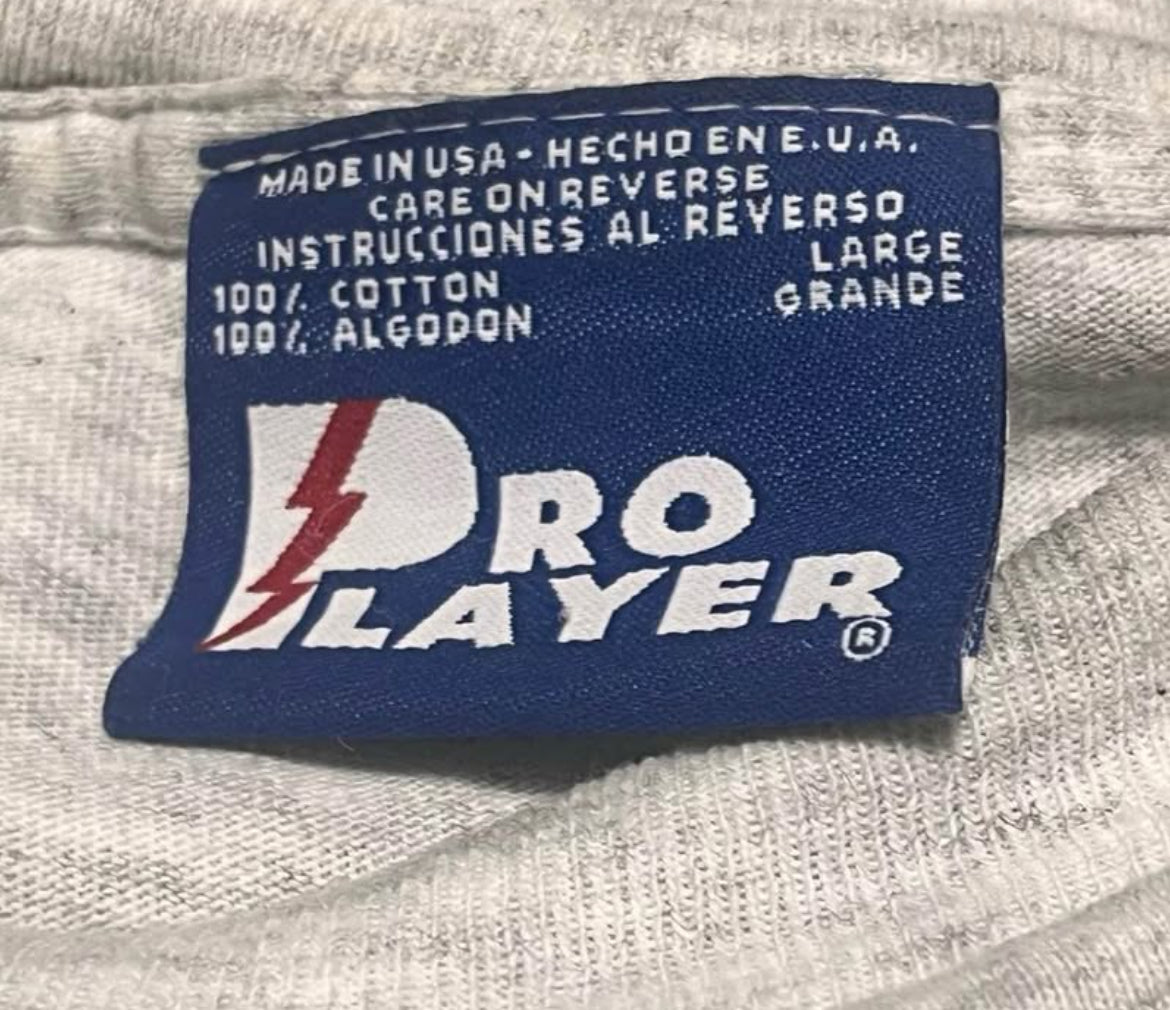 MADE IN USA - HECHO EN E.U.A.
CARE ON REVERSE
INSTRUCCIONES AL REVERSO
LARGE
100% COTTON
GRANDE
100% ALGODON
PRO
PLAYER
®